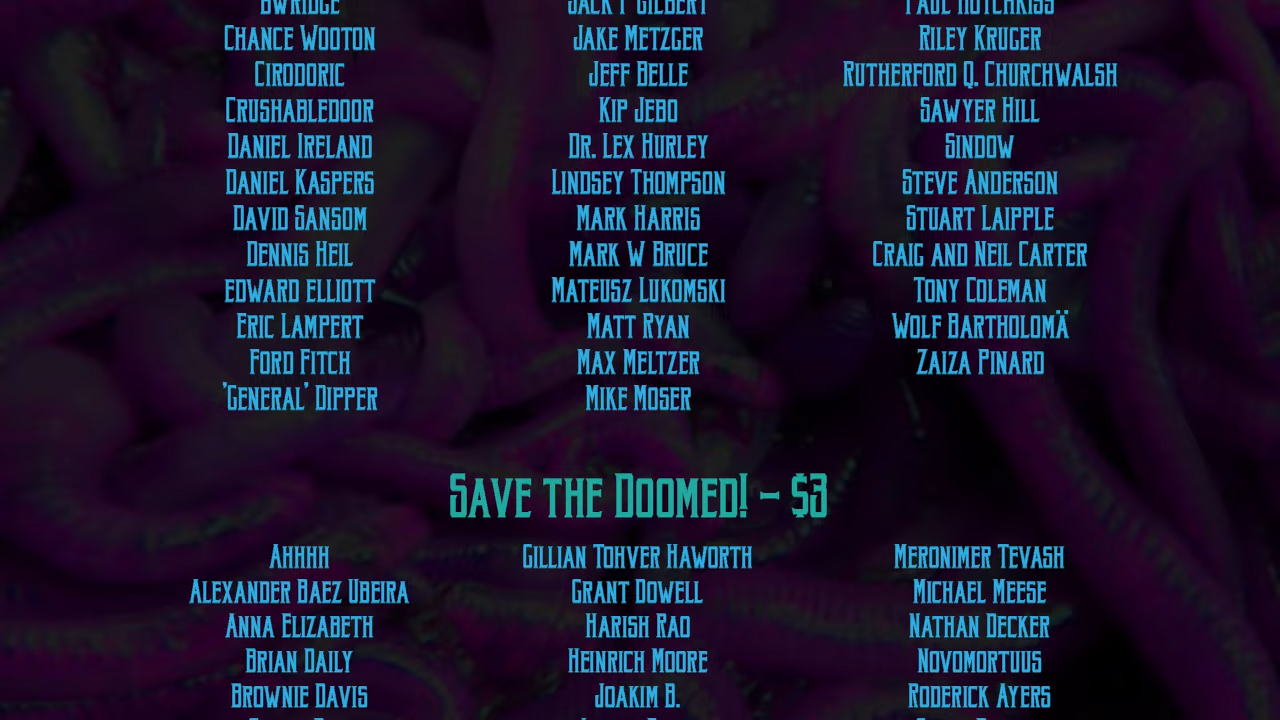 Bwridge
Jack P Gilbert
Paul Hotchkiss
Chance Wooton
Jake Metzger
Riley Kruger
Cirodoric
Jeff Belle
Rutherford Q. Churchwalsh
Crushabledoor
Kip Jebo
Sawyer Hill
Daniel Ireland
Dr. Lex Hurley
Sindow
Daniel Kaspers
Lindsey Thompson
Steve Anderson
David Sansom
Mark Harris
Stuart Laipple
Dennis Heil
Mark W Bruce
Craig and Neil Carter
edward elliott
Mateusz Lukomski
Tony Coleman
Eric Lampert
Matt Ryan
Wolf Bartholomä
Ford Fitch
Max Meltzer
Zaiza Pinard
'General' Dipper
Mike Moser
Save the Doomed! – $3
Ahhhh
Gillian Tohver Haworth
Meronimer Tevash
Alexander Baez Ubeira
Grant Dowell
Michael Meese
Anna Elizabeth
Harish Rao
Nathan Decker
Brian Daily
Heinrich Moore
Novomortuus
Brownie Davis
Joakim B.
Roderick Ayers